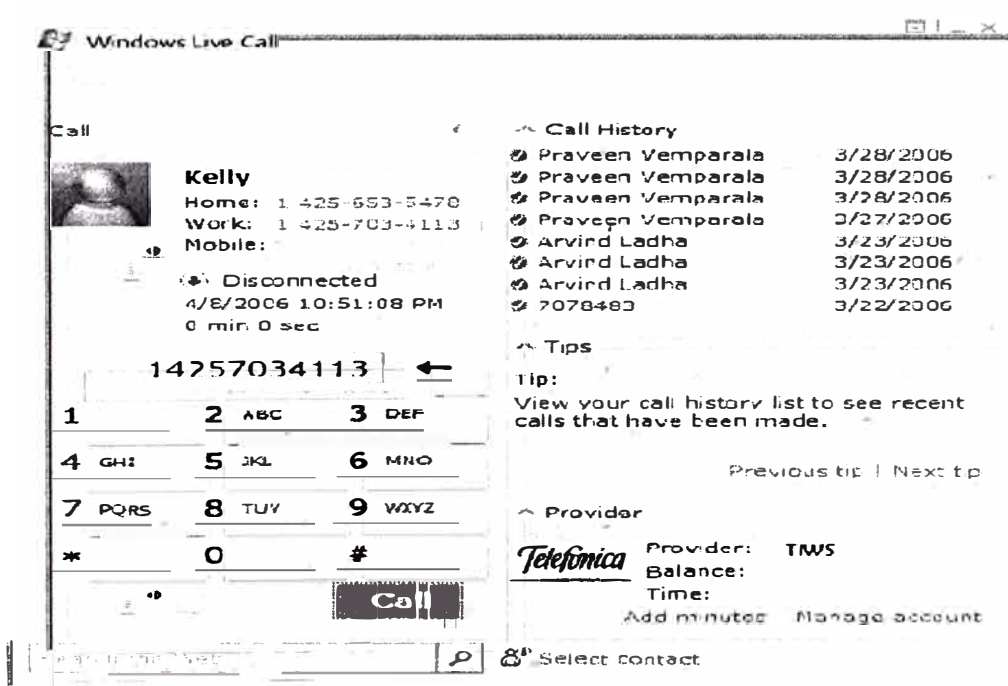 Windows Live Call
Call
Kelly
Home: 1 425-653-5470
Work: 1 425-703-4113
Mobile:
Disconnected
4/8/2006 10:51:08 PM
0 min 0 sec
14257034113
1
2 ABC
3 DEF
4 GHI
5 JKL
6 MNO
7 PQRS
8 TUV
9 WXYZ
*
0
#
Call
Call History
Praveen Vemparala 3/28/2006
Praveen Vemparala 3/28/2006
Praveen Vemparala 3/28/2006
Praveen Vemparala 3/27/2006
Arvind Ladha 3/23/2006
Arvind Ladha 3/23/2006
Arvind Ladha 3/23/2006
7078483 3/22/2006
Tips
Tip:
View your call history list to see recent
calls that have been made.
Previous tip | Next tip
Provider
Telefonica
Provider: TIWS
Balance:
Time:
Add minutes Manage account
Select contact